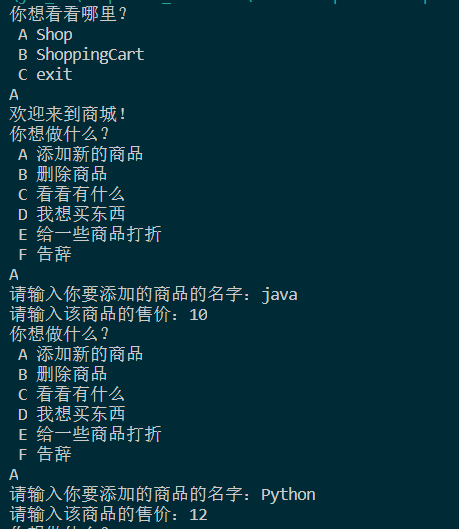 你想看看哪里?
A Shop
B ShoppingCart
C exit
A
欢迎来到商城!
你想做什么?
A 添加新的商品
B 删除商品
C 看看有什么
D 我想买东西
E 给一些商品打折
F 告辞
A
请输入你要添加的商品的名字: java
请输入该商品的售价: 10
你想做什么?
A 添加新的商品
B 删除商品
C 看看有什么
D 我想买东西
E 给一些商品打折
F 告辞
A
请输入你要添加的商品的名字: Python
请输入该商品的售价: 12